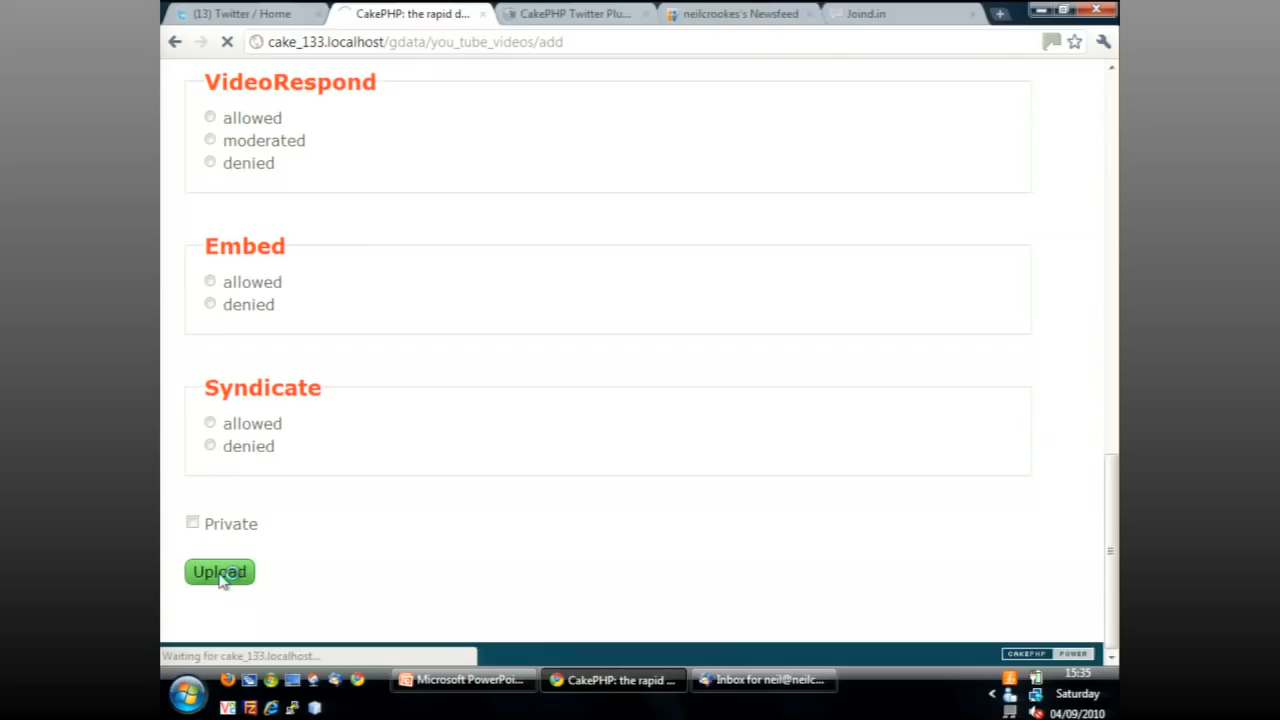 (13) Twitter / Home
CakePHP: the rapid d...
CakePHP Twitter Plu...
neilcrookes's Newsfeed
Joind.in
cake_133.localhost/gdata/you_tube_videos/add
VideoRespond
allowed
moderated
denied
Embed
allowed
denied
Syndicate
allowed
denied
Private
Upload
Waiting for cake_133.localhost...
CAKEPHP POWER
Microsoft PowerPoi...
CakePHP: the rapid ...
Inbox for neil@neilc...
15:35
Saturday
04/09/2010